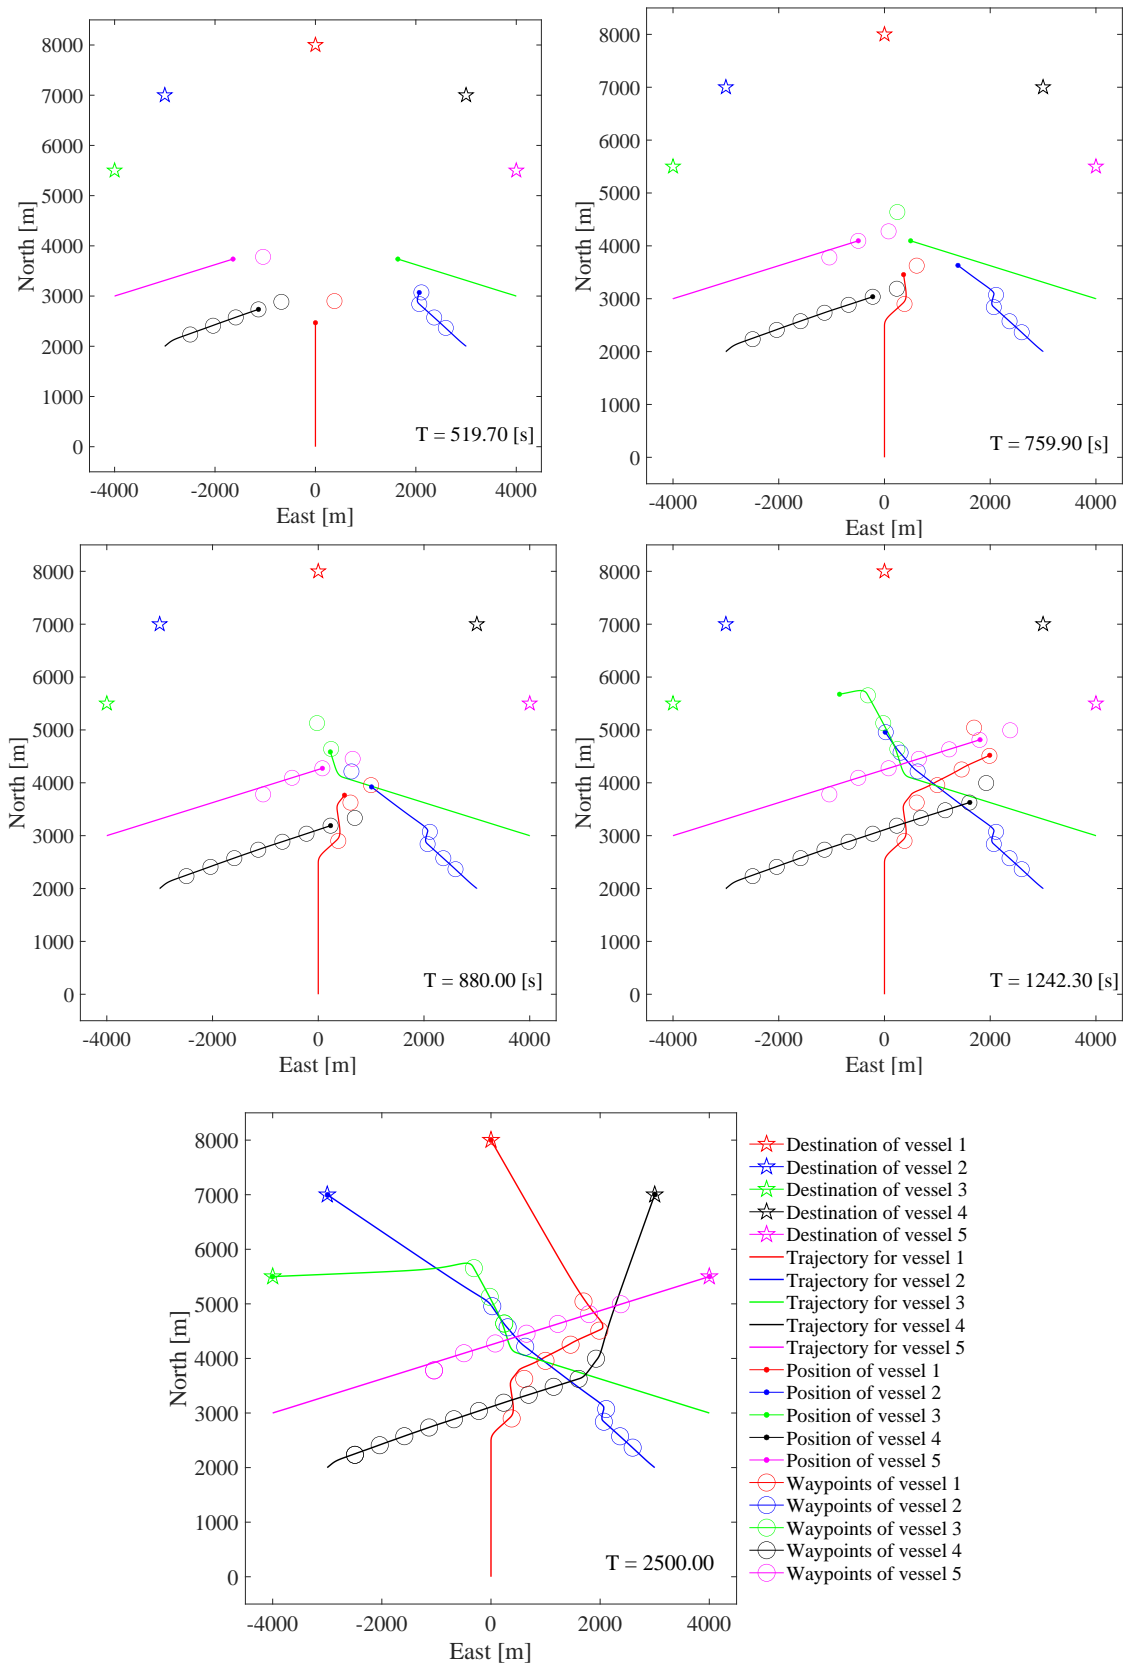 8000
7000
6000
5000
4000
3000
2000
1000
0
North [m]
T = 519.70 [s]
-4000 -2000 0 2000 4000
East [m]
8000
7000
6000
5000
4000
3000
2000
1000
0
North [m]
T = 759.90 [s]
-4000 -2000 0 2000 4000
East [m]
8000
7000
6000
5000
4000
3000
2000
1000
0
North [m]
T = 880.00 [s]
-4000 -2000 0 2000 4000
East [m]
8000
7000
6000
5000
4000
3000
2000
1000
0
North [m]
T = 1242.30 [s]
-4000 -2000 0 2000 4000
East [m]
8000
7000
6000
5000
4000
3000
2000
1000
0
North [m]
T = 2500.00
-4000 -2000 0 2000 4000
East [m]
Destination of vessel 1
Destination of vessel 2
Destination of vessel 3
Destination of vessel 4
Destination of vessel 5
Trajectory for vessel 1
Trajectory for vessel 2
Trajectory for vessel 3
Trajectory for vessel 4
Trajectory for vessel 5
Position of vessel 1
Position of vessel 2
Position of vessel 3
Position of vessel 4
Position of vessel 5
Waypoints of vessel 1
Waypoints of vessel 2
Waypoints of vessel 3
Waypoints of vessel 4
Waypoints of vessel 5